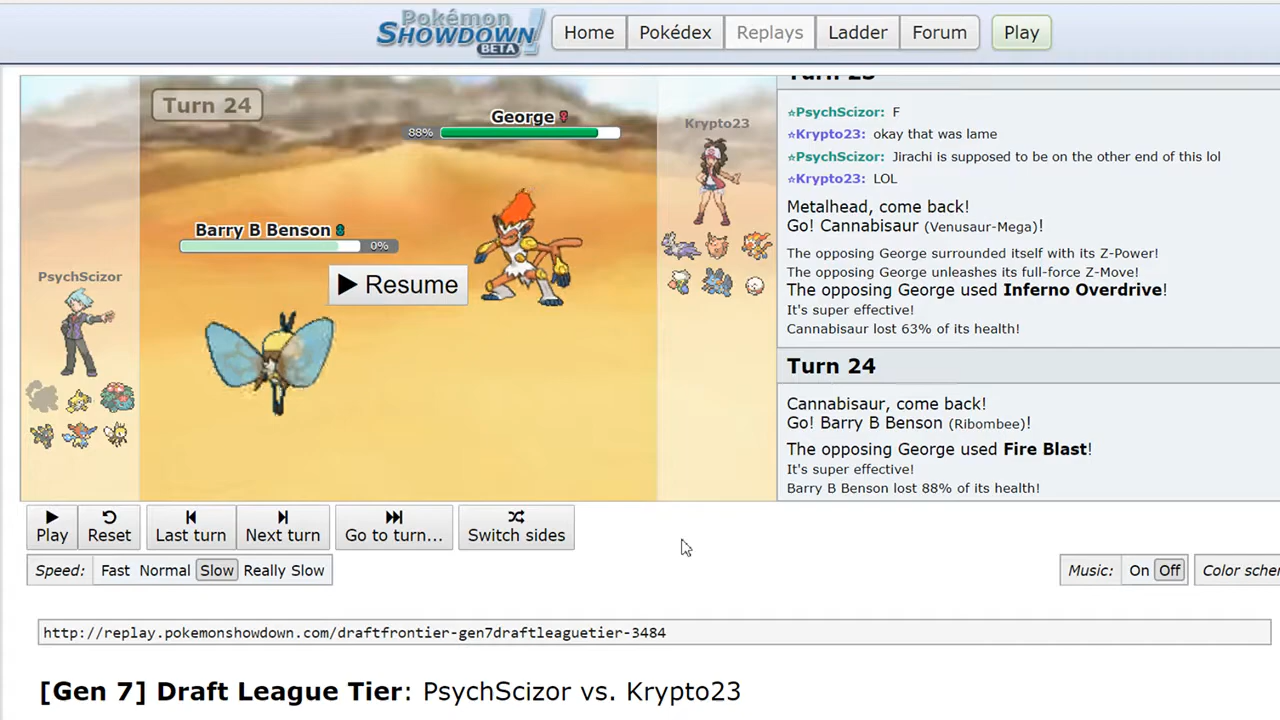 Pokémon
SHOWDOWN!
BETA
Home
Pokédex
Replays
Ladder
Forum
Play
Turn 24
George
88%
Krypto23
Barry B Benson
0%
Resume
PsychScizor
Turn 23
☆PsychScizor: F
☆Krypto23: okay that was lame
☆PsychScizor: Jirachi is supposed to be on the other end of this lol
☆Krypto23: LOL
Metalhead, come back!
Go! Cannabisaur (Venusaur-Mega)!
The opposing George surrounded itself with its Z-Power!
The opposing George unleashes its full-force Z-Move!
The opposing George used Inferno Overdrive!
It's super effective!
Cannabisaur lost 63% of its health!
Turn 24
Cannabisaur, come back!
Go! Barry B Benson (Ribombee)!
The opposing George used Fire Blast!
It's super effective!
Barry B Benson lost 88% of its health!
Play
Reset
Last turn
Next turn
Go to turn...
Switch sides
Speed: Fast Normal Slow Really Slow
Music: On Off
Color schem
http://replay.pokemonshowdown.com/draftfrontier-gen7draftleaguetier-3484
[Gen 7] Draft League Tier: PsychScizor vs. Krypto23